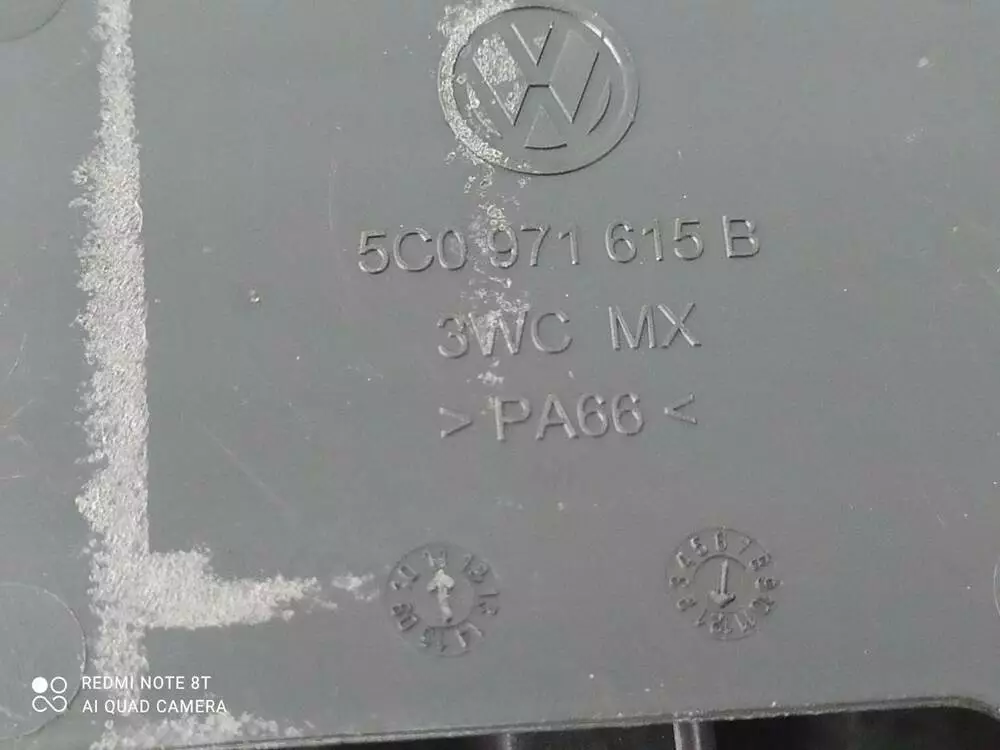 5C0 971 615 B
3WC MX
> PA66 <
REDMI NOTE 8T
AI QUAD CAMERA